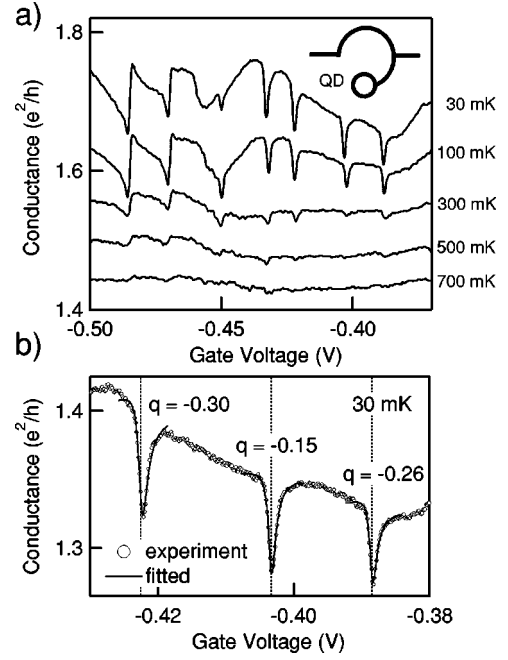 a)
1.8
1.6
1.4
Conductance (e²/h)
QD
30 mK
100 mK
300 mK
500 mK
700 mK
-0.50
-0.45
-0.40
Gate Voltage (V)
b)
1.4
1.3
Conductance (e²/h)
q = -0.30
30 mK
q = -0.15
q = -0.26
experiment
fitted
-0.42
-0.40
-0.38
Gate Voltage (V)